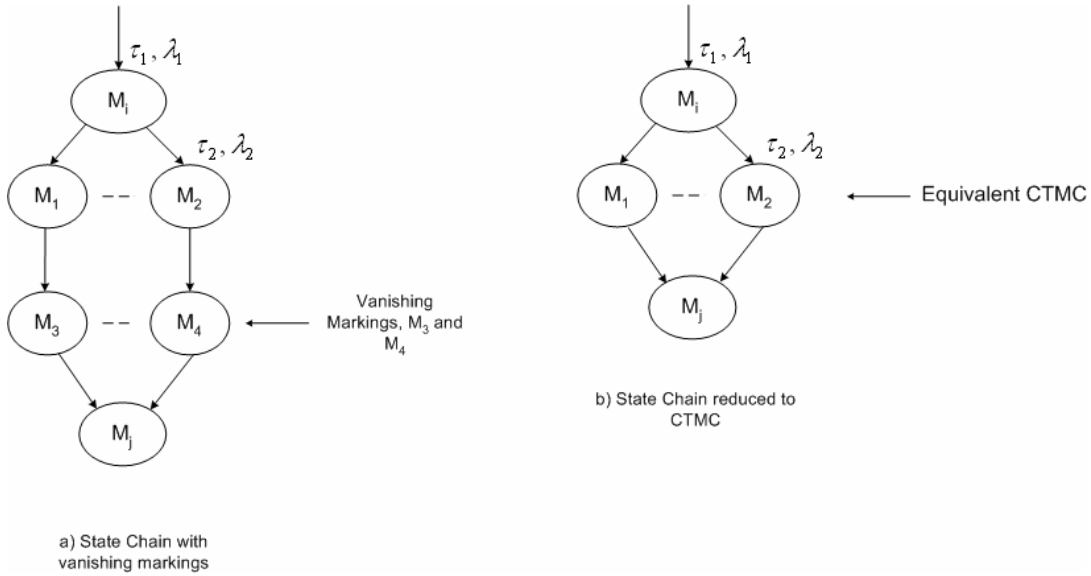 τ₁, λ₁
Mᵢ
τ₂, λ₂
M₁
M₂
M₃
M₄
Vanishing
Markings, M₃ and
M₄
Mⱼ
a) State Chain with
vanishing markings
τ₁, λ₁
Mᵢ
τ₂, λ₂
M₁
M₂
Equivalent CTMC
Mⱼ
b) State Chain reduced to
CTMC